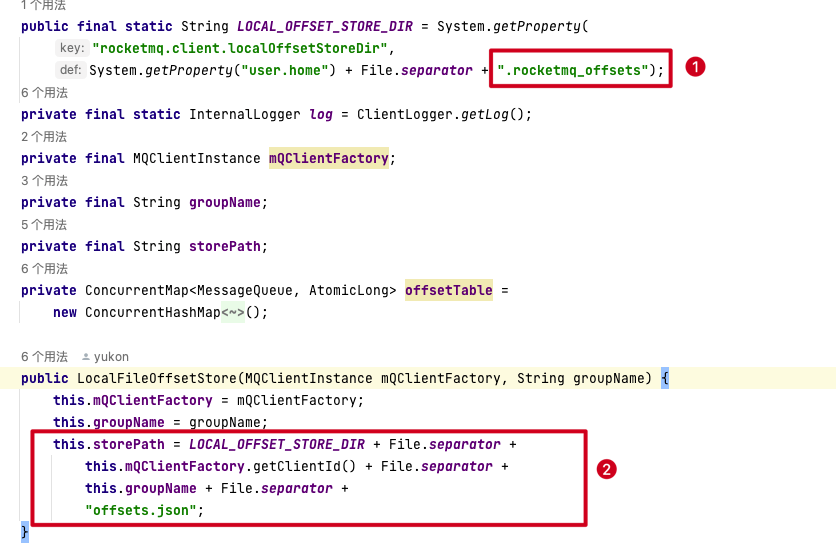 1 个用法
public final static String LOCAL_OFFSET_STORE_DIR = System.getProperty(
key: "rocketmq.client.localOffsetStoreDir",
def: System.getProperty("user.home") + File.separator + ".rocketmq_offsets"); 1
6 个用法
private final static InternalLogger log = ClientLogger.getLog();
2 个用法
private final MQClientInstance mQClientFactory;
3 个用法
private final String groupName;
5 个用法
private final String storePath;
6 个用法
private ConcurrentMap<MessageQueue, AtomicLong> offsetTable =
new ConcurrentHashMap<~>();
6 个用法 yukon
public LocalFileOffsetStore(MQClientInstance mQClientFactory, String groupName) {
this.mQClientFactory = mQClientFactory;
this.groupName = groupName;
this.storePath = LOCAL_OFFSET_STORE_DIR + File.separator +
this.mQClientFactory.getClientId() + File.separator + 2
this.groupName + File.separator +
"offsets.json";
}